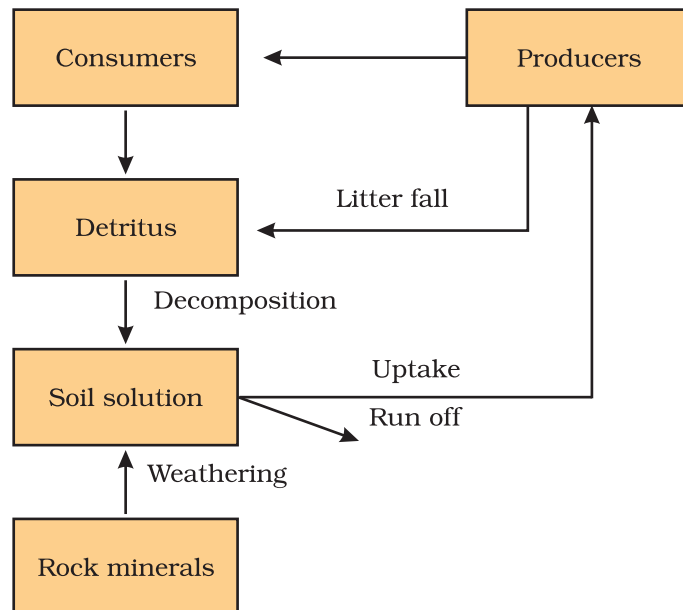 Consumers
Producers
Litter fall
Detritus
Decomposition
Uptake
Soil solution
Run off
Weathering
Rock minerals